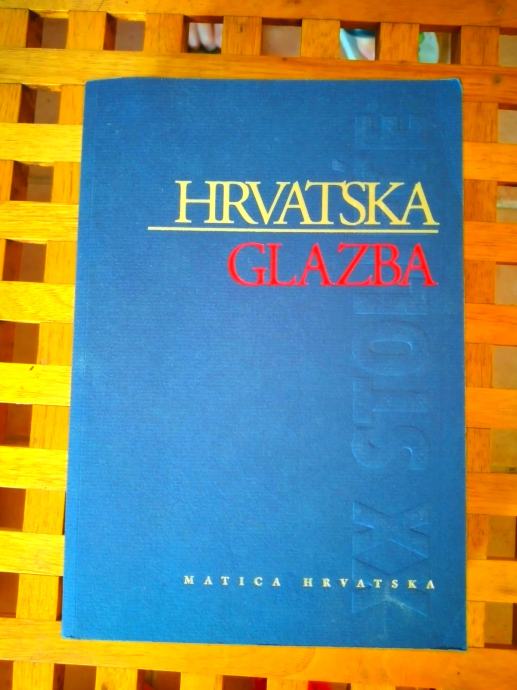 HRVATSKA
GLAZBA
XX STOLJEĆE
MATICA HRVATSKA